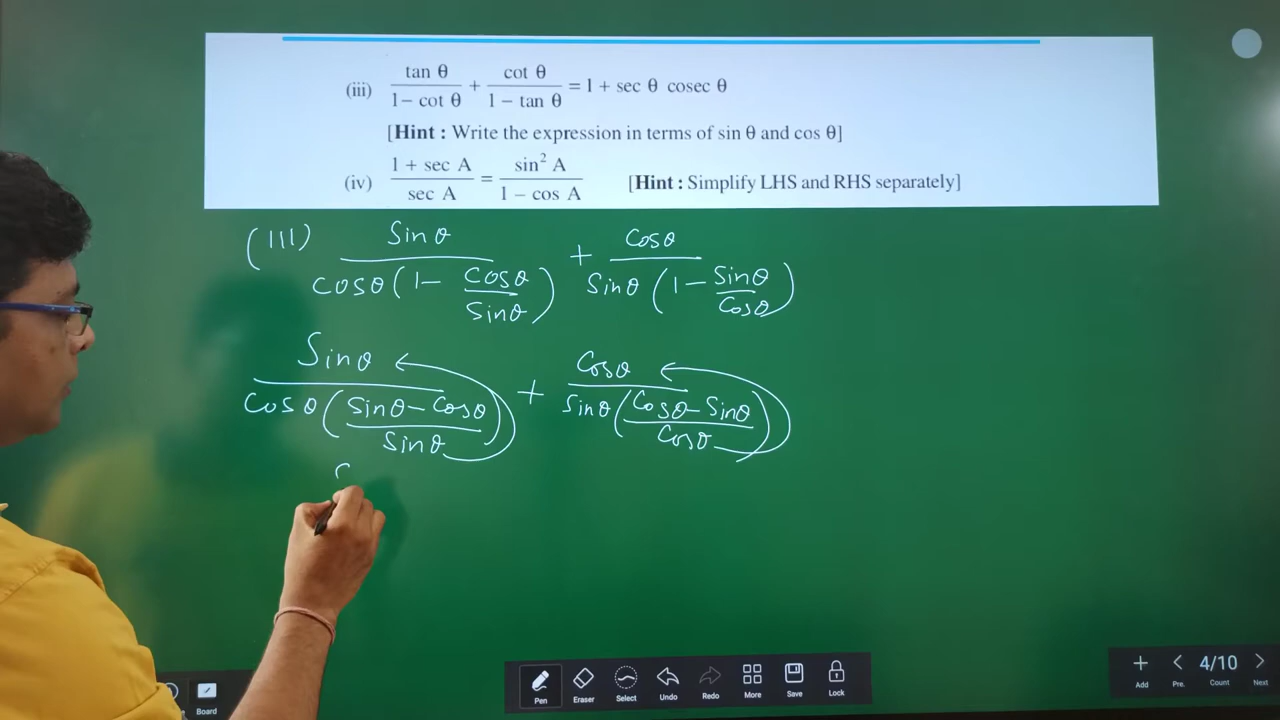 (iii) tan θ / 1 – cot θ + cot θ / 1 – tan θ = 1 + sec θ cosec θ
[Hint : Write the expression in terms of sin θ and cos θ]
(iv) 1 + sec A / sec A = sin² A / 1 – cos A [Hint : Simplify LHS and RHS separately]
(III) Sinθ / cosθ(1 - cosθ/sinθ) + cosθ / Sinθ(1 - Sinθ/cosθ)
Sinθ / cosθ(sinθ - cosθ/sinθ) + cosθ / sinθ(cosθ - sinθ/cosθ)
Pen Eraser Select Undo Redo More Save Lock
Board
Add Pre. 4/10 Count Next